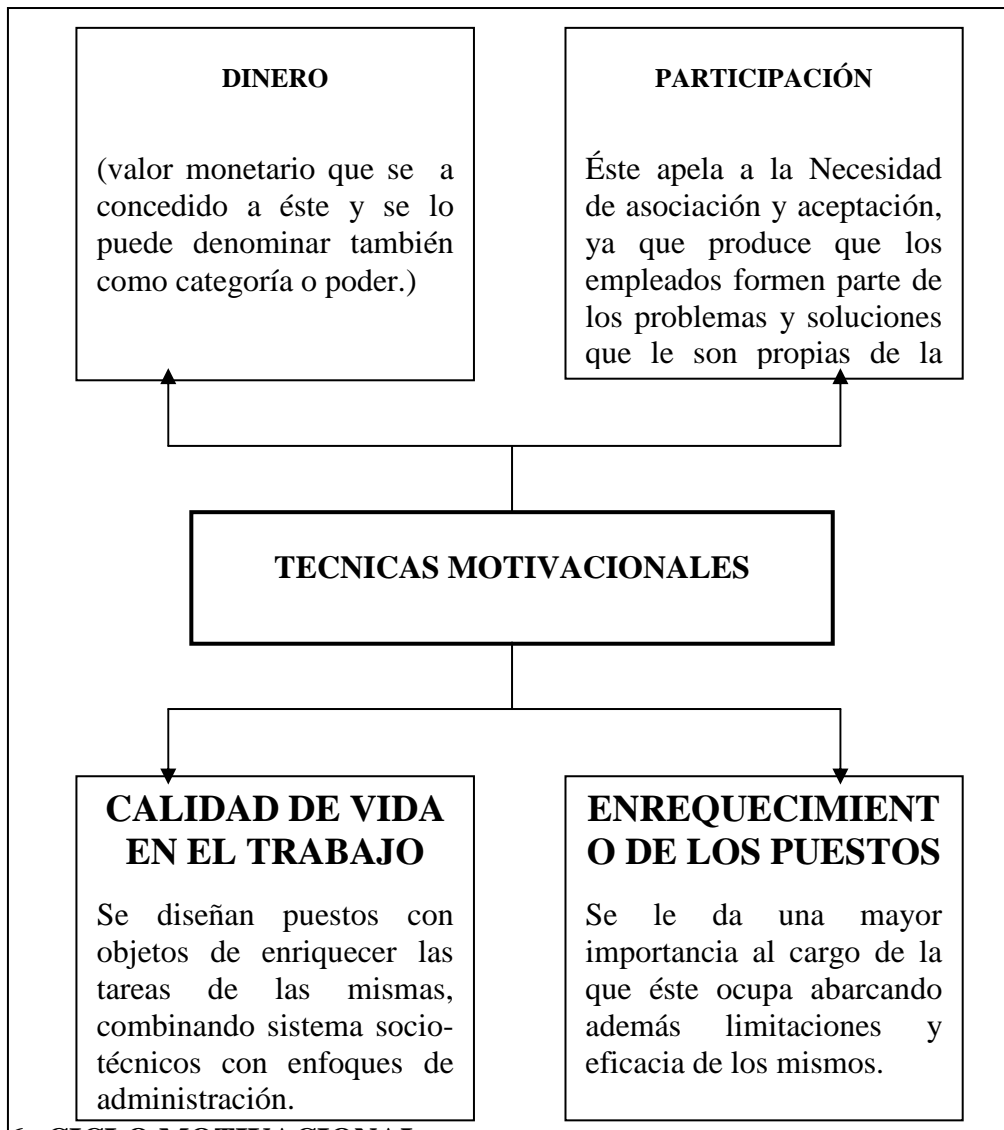 DINERO
(valor monetario que se a
concedido a éste y se lo
puede denominar también
como categoría o poder.)
PARTICIPACIÓN
Éste apela a la Necesidad
de asociación y aceptación,
ya que produce que los
empleados formen parte de
los problemas y soluciones
que le son propias de la
TECNICAS MOTIVACIONALES
CALIDAD DE VIDA
EN EL TRABAJO
Se diseñan puestos con
objetos de enriquecer las
tareas de las mismas,
combinando sistema socio-
técnicos con enfoques de
administración.
ENREQUECIMIENT
O DE LOS PUESTOS
Se le da una mayor
importancia al cargo de la
que éste ocupa abarcando
además limitaciones y
eficacia de los mismos.
CICLO MOTIVACIONAL